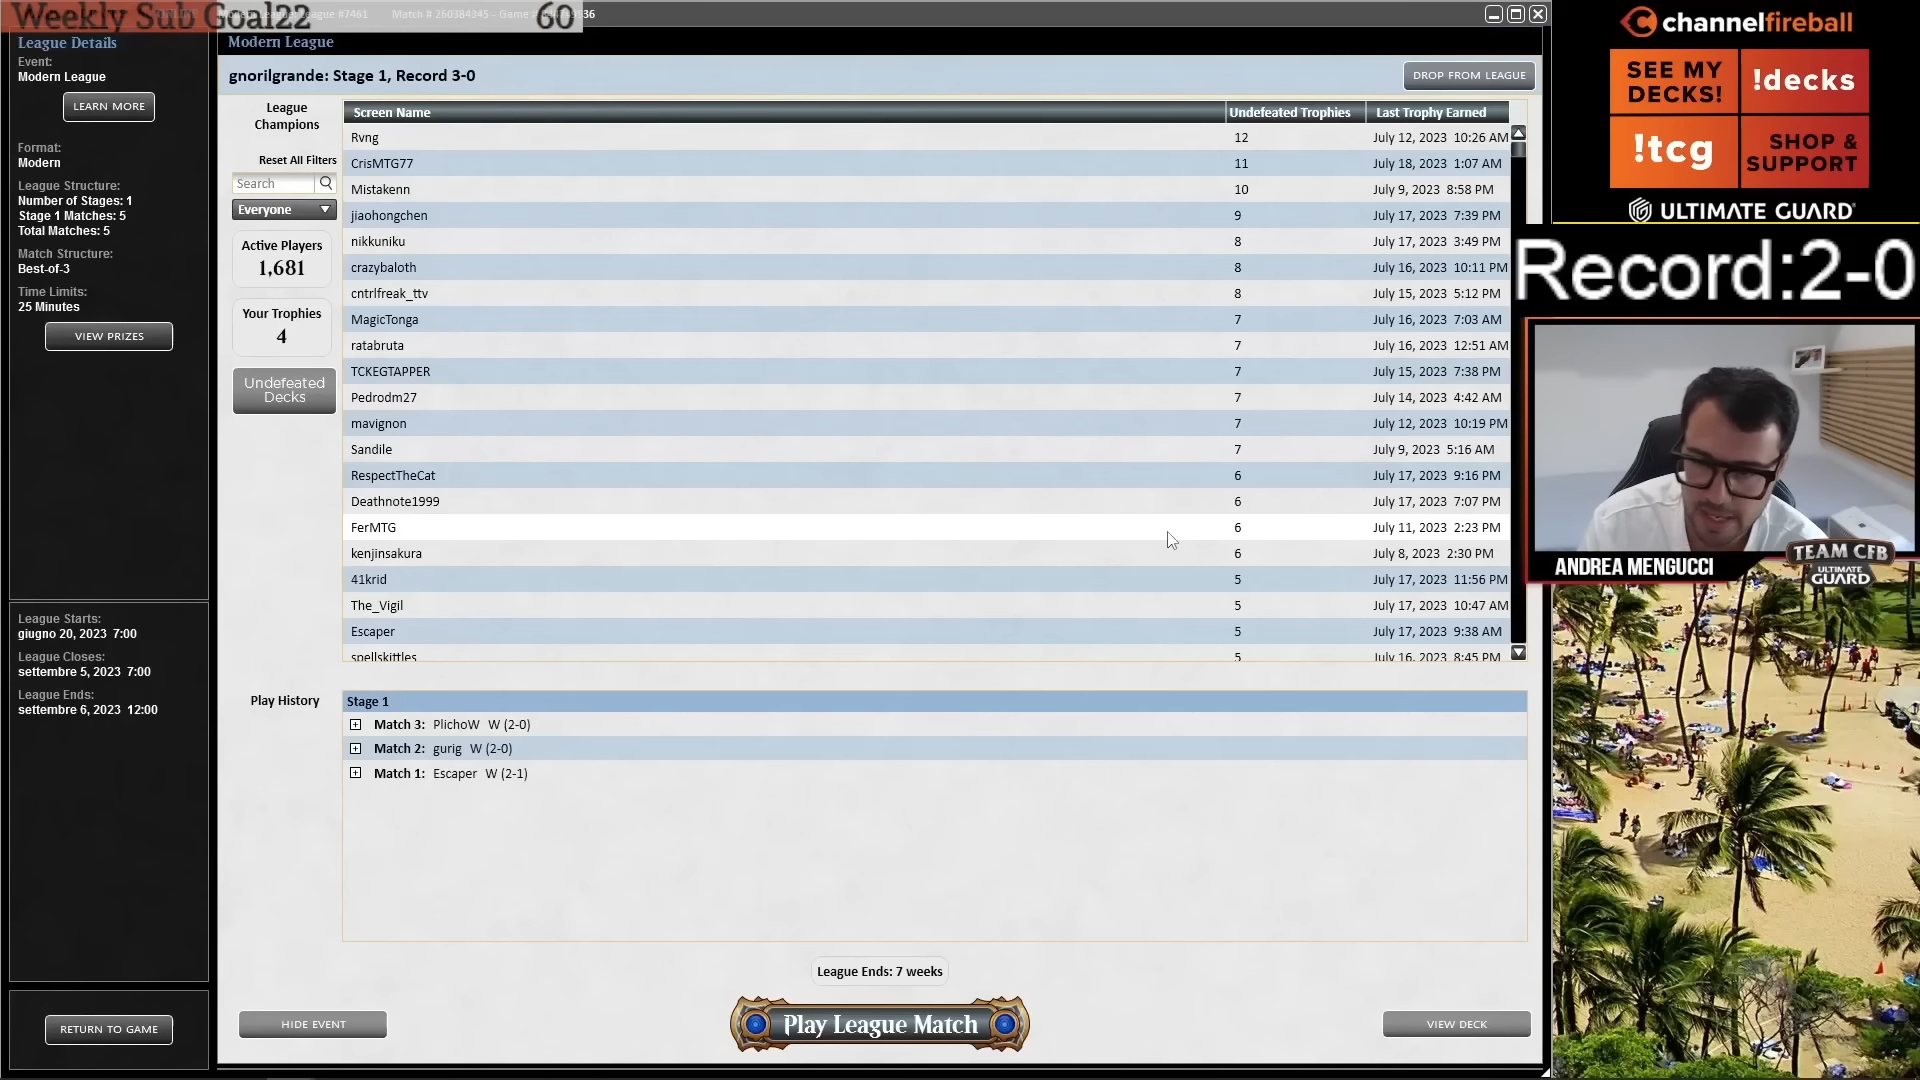 Weekly Sub Goal22 60
League #7461 Match # 260384345 - Game # 36
League Details
Event:
Modern League
LEARN MORE
Format:
Modern
League Structure:
Number of Stages: 1
Stage 1 Matches: 5
Total Matches: 5
Match Structure:
Best-of-3
Time Limits:
25 Minutes
VIEW PRIZES
League Starts:
giugno 20, 2023 7:00
League Closes:
settembre 5, 2023 7:00
League Ends:
settembre 6, 2023 12:00
RETURN TO GAME
Modern League
gnorilgrande: Stage 1, Record 3-0
DROP FROM LEAGUE
League
Champions
Reset All Filters
Search
Everyone
Active Players
1,681
Your Trophies
4
Undefeated
Decks
Screen Name Undefeated Trophies Last Trophy Earned
Rvng 12 July 12, 2023 10:26 AM
CrisMTG77 11 July 18, 2023 1:07 AM
Mistakenn 10 July 9, 2023 8:58 PM
jiaohongchen 9 July 17, 2023 7:39 PM
nikkuniku 8 July 17, 2023 3:49 PM
crazybaloth 8 July 16, 2023 10:11 PM
cntrlfreak_ttv 8 July 15, 2023 5:12 PM
MagicTonga 7 July 16, 2023 7:03 AM
ratabruta 7 July 16, 2023 12:51 AM
TCKEGTAPPER 7 July 15, 2023 7:38 PM
Pedrodm27 7 July 14, 2023 4:42 AM
mavignon 7 July 12, 2023 10:19 PM
Sandile 7 July 9, 2023 5:16 AM
RespectTheCat 6 July 17, 2023 9:16 PM
Deathnote1999 6 July 17, 2023 7:07 PM
FerMTG 6 July 11, 2023 2:23 PM
kenjinsakura 6 July 8, 2023 2:30 PM
41krid 5 July 17, 2023 11:56 PM
The_Vigil 5 July 17, 2023 10:47 AM
Escaper 5 July 17, 2023 9:38 AM
spellskittles 5 July 16, 2023 8:45 PM
Play History
Stage 1
Match 3: PlichoW W (2-0)
Match 2: gurig W (2-0)
Match 1: Escaper W (2-1)
League Ends: 7 weeks
HIDE EVENT
Play League Match
VIEW DECK
channelfireball
SEE MY
DECKS!
!decks
!tcg
SHOP &
SUPPORT
ULTIMATE GUARD
Record:2-0
ANDREA MENGUCCI
TEAM CFB
ULTIMATE
GUARD